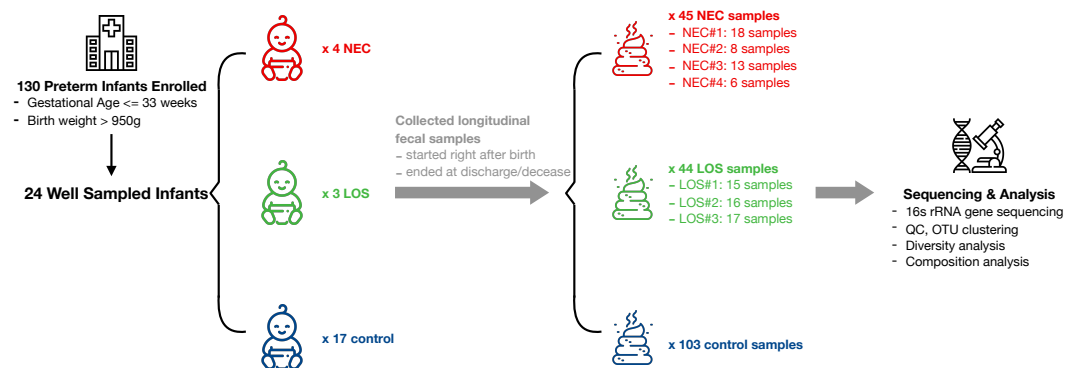 130 Preterm Infants Enrolled
- Gestational Age <= 33 weeks
- Birth weight > 950g
24 Well Sampled Infants
x 4 NEC
x 3 LOS
x 17 control
Collected longitudinal
fecal samples
- started right after birth
- ended at discharge/decease
x 45 NEC samples
- NEC#1: 18 samples
- NEC#2: 8 samples
- NEC#3: 13 samples
- NEC#4: 6 samples
x 44 LOS samples
- LOS#1: 15 samples
- LOS#2: 16 samples
- LOS#3: 17 samples
x 103 control samples
Sequencing & Analysis
- 16s rRNA gene sequencing
- QC, OTU clustering
- Diversity analysis
- Composition analysis